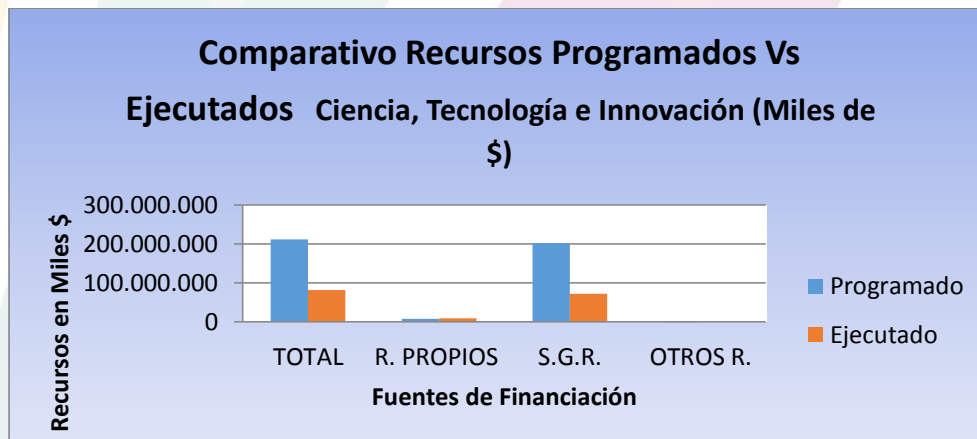 Comparativo Recursos Programados Vs
Ejecutados Ciencia, Tecnología e Innovación (Miles de
$)
Recursos en Miles $
300.000.000
200.000.000
100.000.000
0
TOTAL R. PROPIOS S.G.R. OTROS R.
Fuentes de Financiación
Programado
Ejecutado